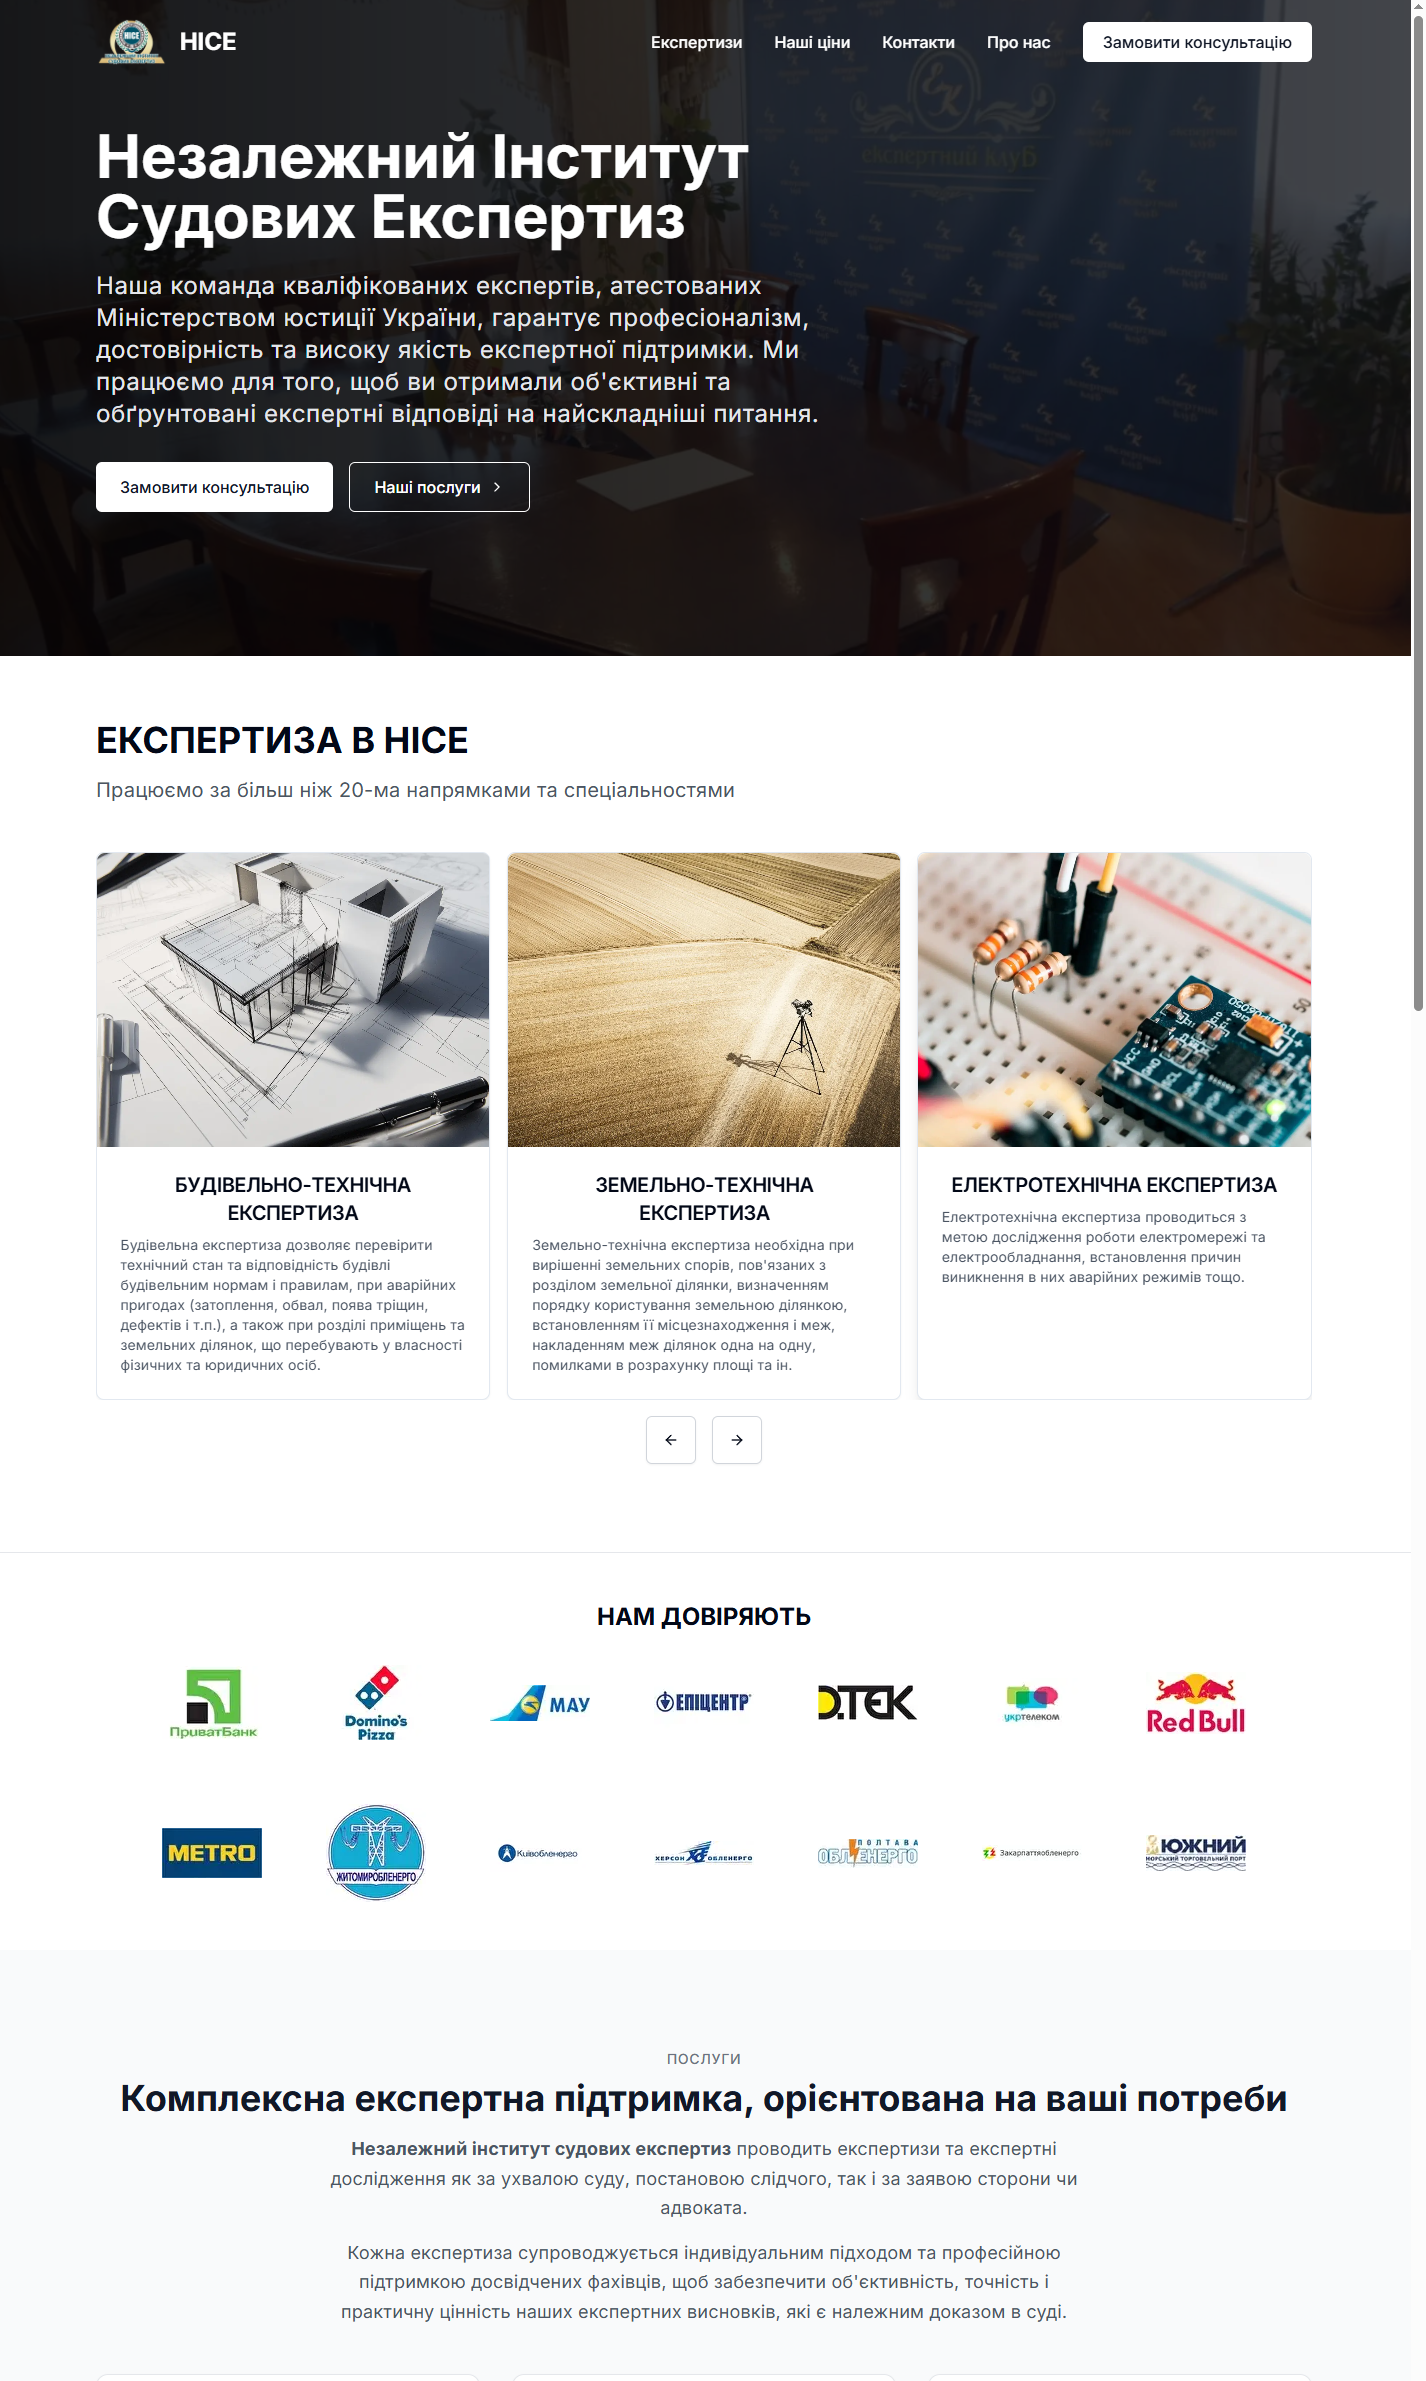 НІСЕ
Експертизи
Наші ціни
Контакти
Про нас
Замовити консультацію
експертний клуб
Незалежний Інститут
Судових Експертиз
Наша команда кваліфікованих експертів, атестованих
Міністерством юстиції України, гарантує професіоналізм,
достовірність та високу якість експертної підтримки. Ми
працюємо для того, щоб ви отримали об'єктивні та
обґрунтовані експертні відповіді на найскладніші питання.
Замовити консультацію
Наші послуги
ЕКСПЕРТИЗА В НІСЕ
Працюємо за більш ніж 20-ма напрямками та спеціальностями
БУДІВЕЛЬНО-ТЕХНІЧНА
ЕКСПЕРТИЗА
Будівельна експертиза дозволяє перевірити
технічний стан та відповідність будівлі
будівельним нормам і правилам, при аварійних
пригодах (затоплення, обвал, поява тріщин,
дефектів і т.п.), а також при розділі приміщень та
земельних ділянок, що перебувають у власності
фізичних та юридичних осіб.
ЗЕМЕЛЬНО-ТЕХНІЧНА
ЕКСПЕРТИЗА
Земельно-технічна експертиза необхідна при
вирішенні земельних спорів, пов'язаних з
розділом земельної ділянки, визначенням
порядку користування земельною ділянкою,
встановленням її місцезнаходження і меж,
накладенням меж ділянок одна на одну,
помилками в розрахунку площі та ін.
ЕЛЕКТРОТЕХНІЧНА ЕКСПЕРТИЗА
Електротехнічна експертиза проводиться з
метою дослідження роботи електромережі та
електрообладнання, встановлення причин
виникнення в них аварійних режимів тощо.
НАМ ДОВІРЯЮТЬ
ПриватБанк
Domino's
Pizza
МАУ
ЕПІЦЕНТР
D.TEK
укртелеком
Red Bull
METRO
ЖИТОМИРОБЛЕНЕРГО
Київобленерго
ХЕРСОН ОБЛЕНЕРГО
ПОЛТАВА
ОБЛЕНЕРГО
Закарпаттяобленерго
ЮЖНИЙ
МОРСЬКИЙ ТОРГОВЕЛЬНИЙ ПОРТ
ПОСЛУГИ
Комплексна експертна підтримка, орієнтована на ваші потреби
Незалежний інститут судових експертиз проводить експертизи та експертні
дослідження як за ухвалою суду, постановою слідчого, так і за заявою сторони чи
адвоката.
Кожна експертиза супроводжується індивідуальним підходом та професійною
підтримкою досвідчених фахівців, щоб забезпечити об'єктивність, точність і
практичну цінність наших експертних висновків, які є належним доказом в суді.